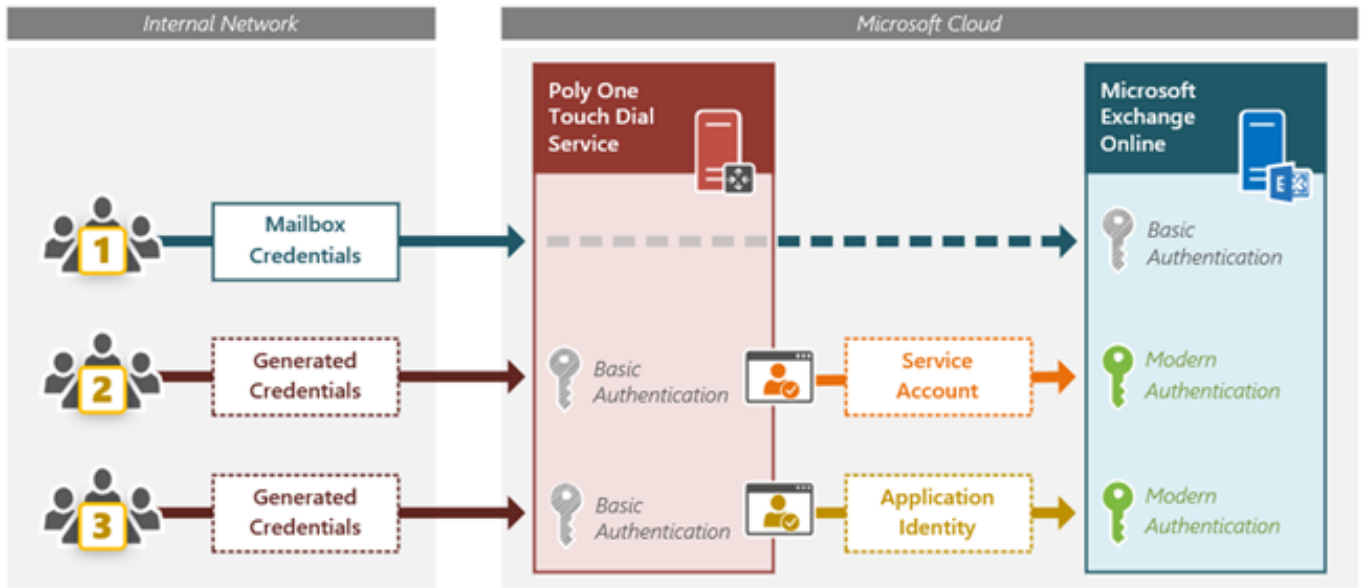 Internal Network
Microsoft Cloud
Poly One
Touch Dial
Service
Microsoft
Exchange
Online
E
1
Mailbox
Credentials
Basic
Authentication
2
Generated
Credentials
Basic
Authentication
Service
Account
Modern
Authentication
3
Generated
Credentials
Basic
Authentication
Application
Identity
Modern
Authentication